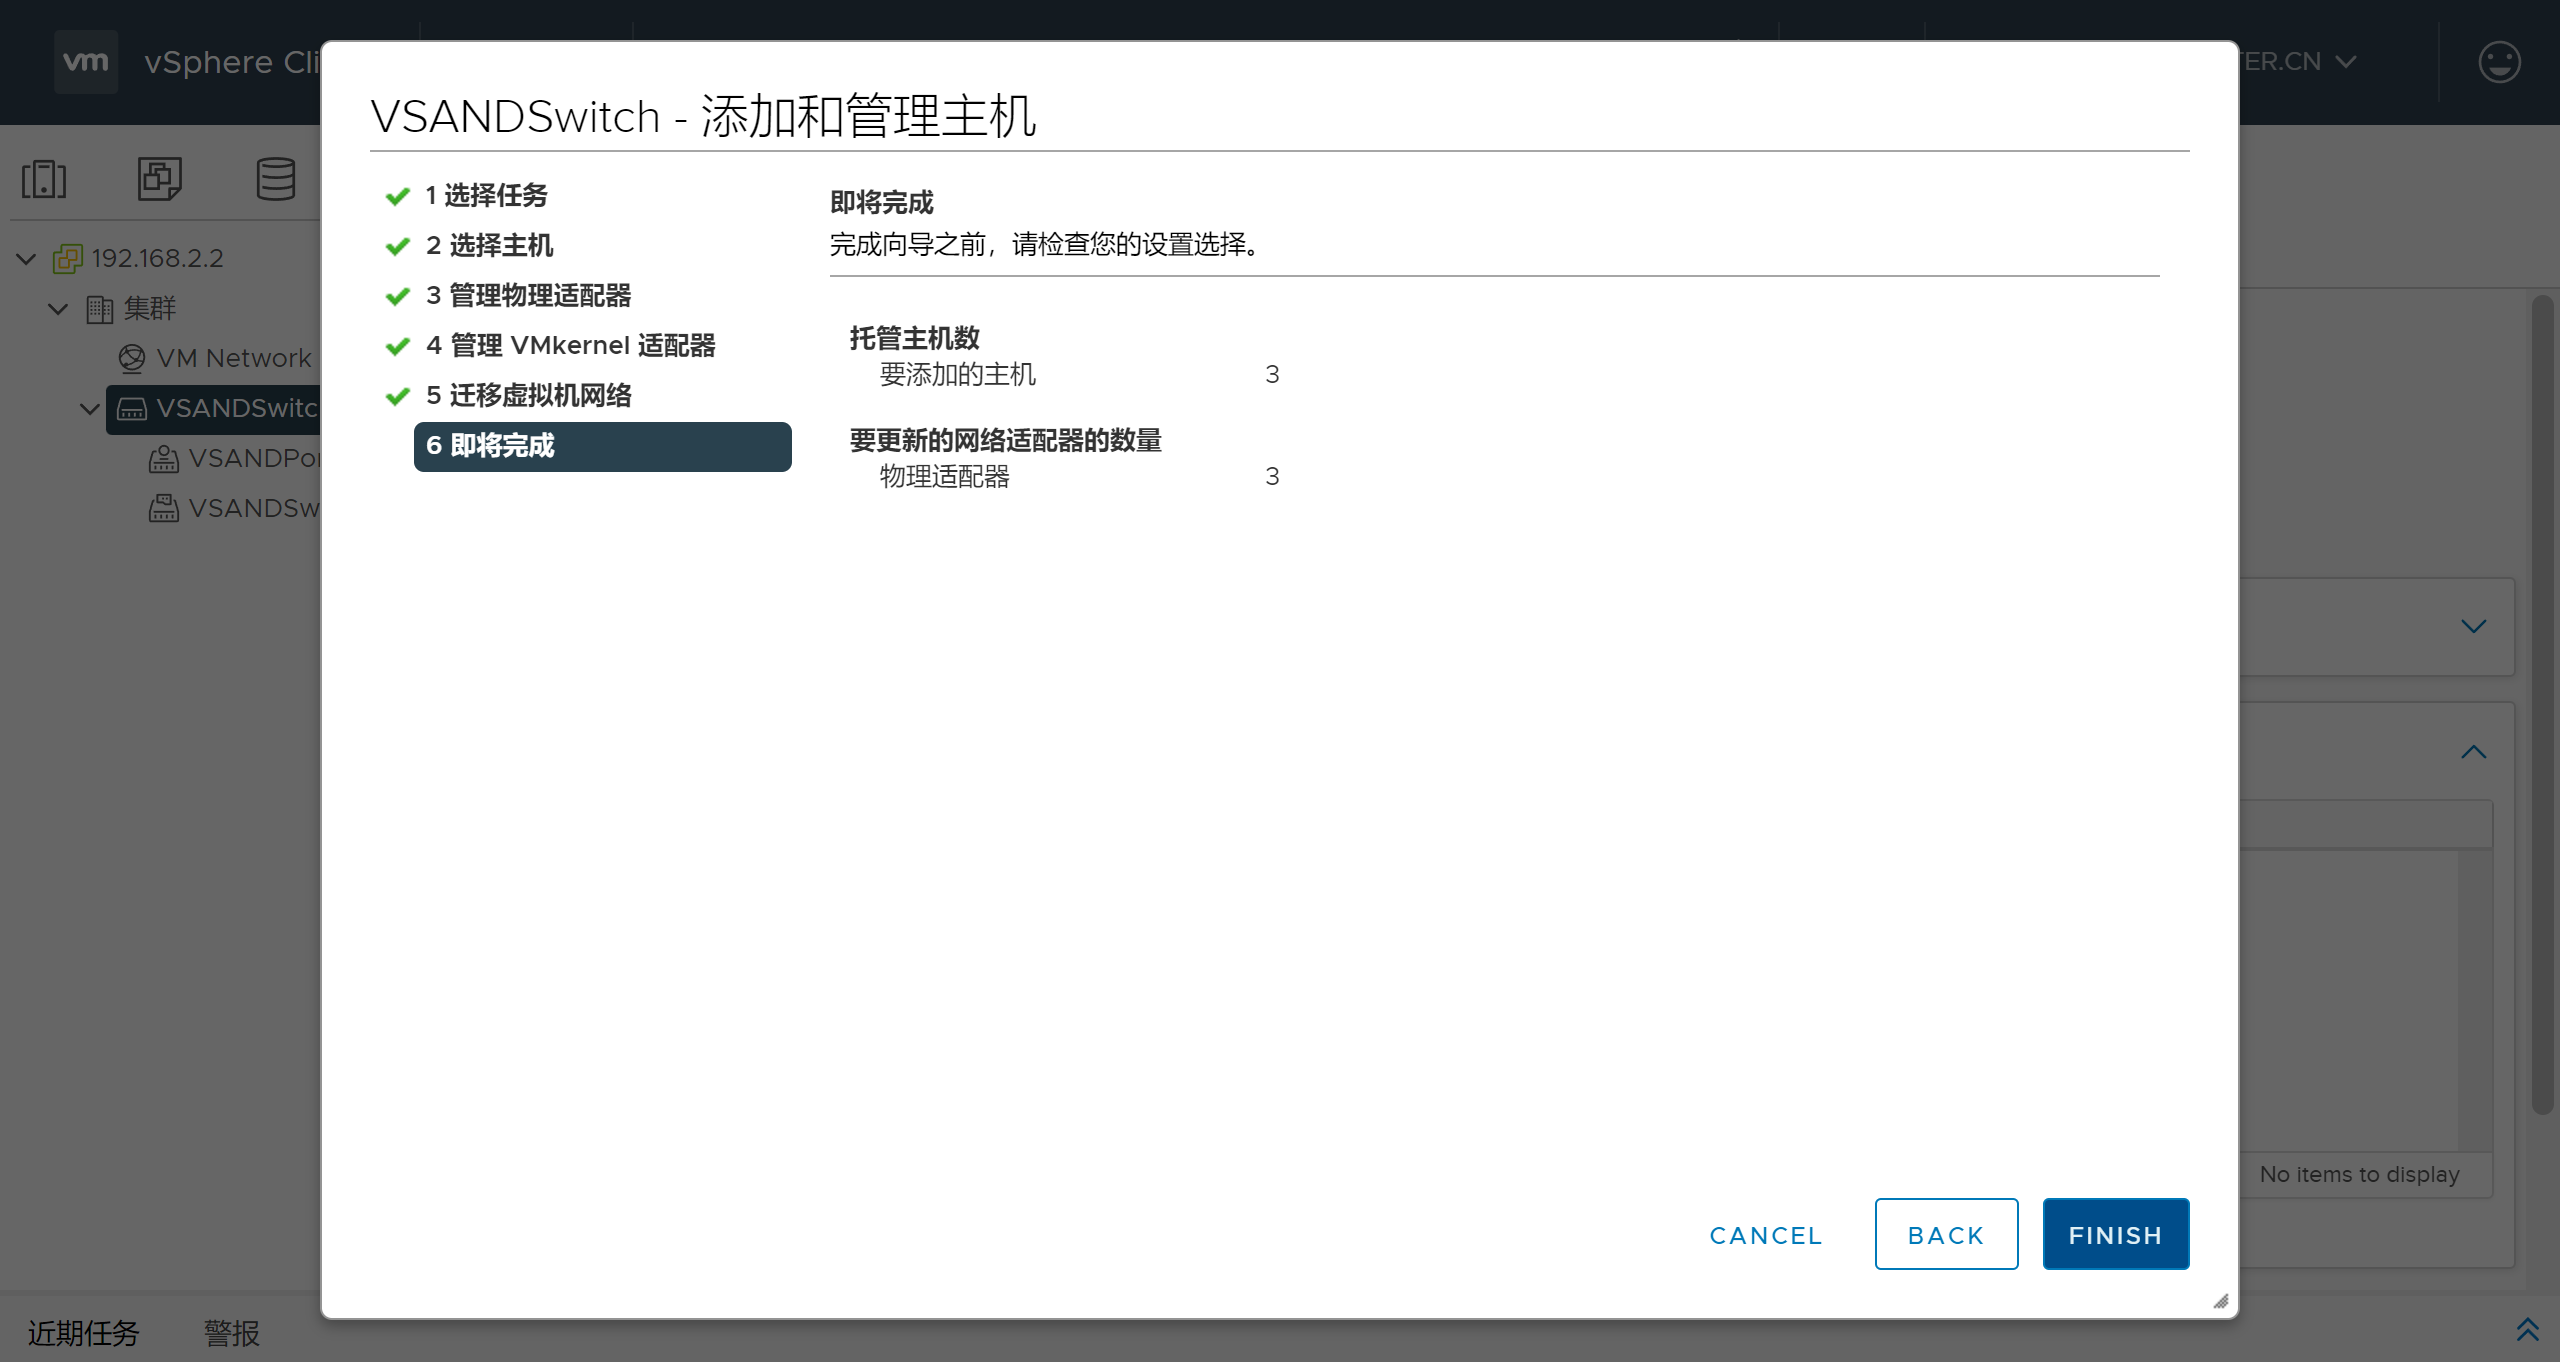 vm
vSphere Cli
TER.CN
VSANDSwitch - 添加和管理主机
1 选择任务
2 选择主机
3 管理物理适配器
4 管理 VMkernel 适配器
5 迁移虚拟机网络
6 即将完成
即将完成
完成向导之前，请检查您的设置选择。
托管主机数
要添加的主机 3
要更新的网络适配器的数量
物理适配器 3
192.168.2.2
集群
VM Network
VSANDSwitc
VSANDPor
VSANDSw
No items to display
CANCEL
BACK
FINISH
近期任务
警报